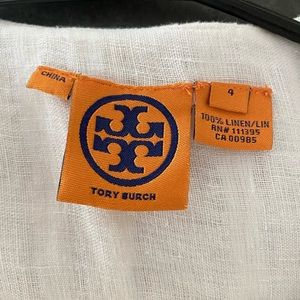 CHINA
TORY BURCH
4
100% LINEN/LIN
RN# 111395
CA 00985